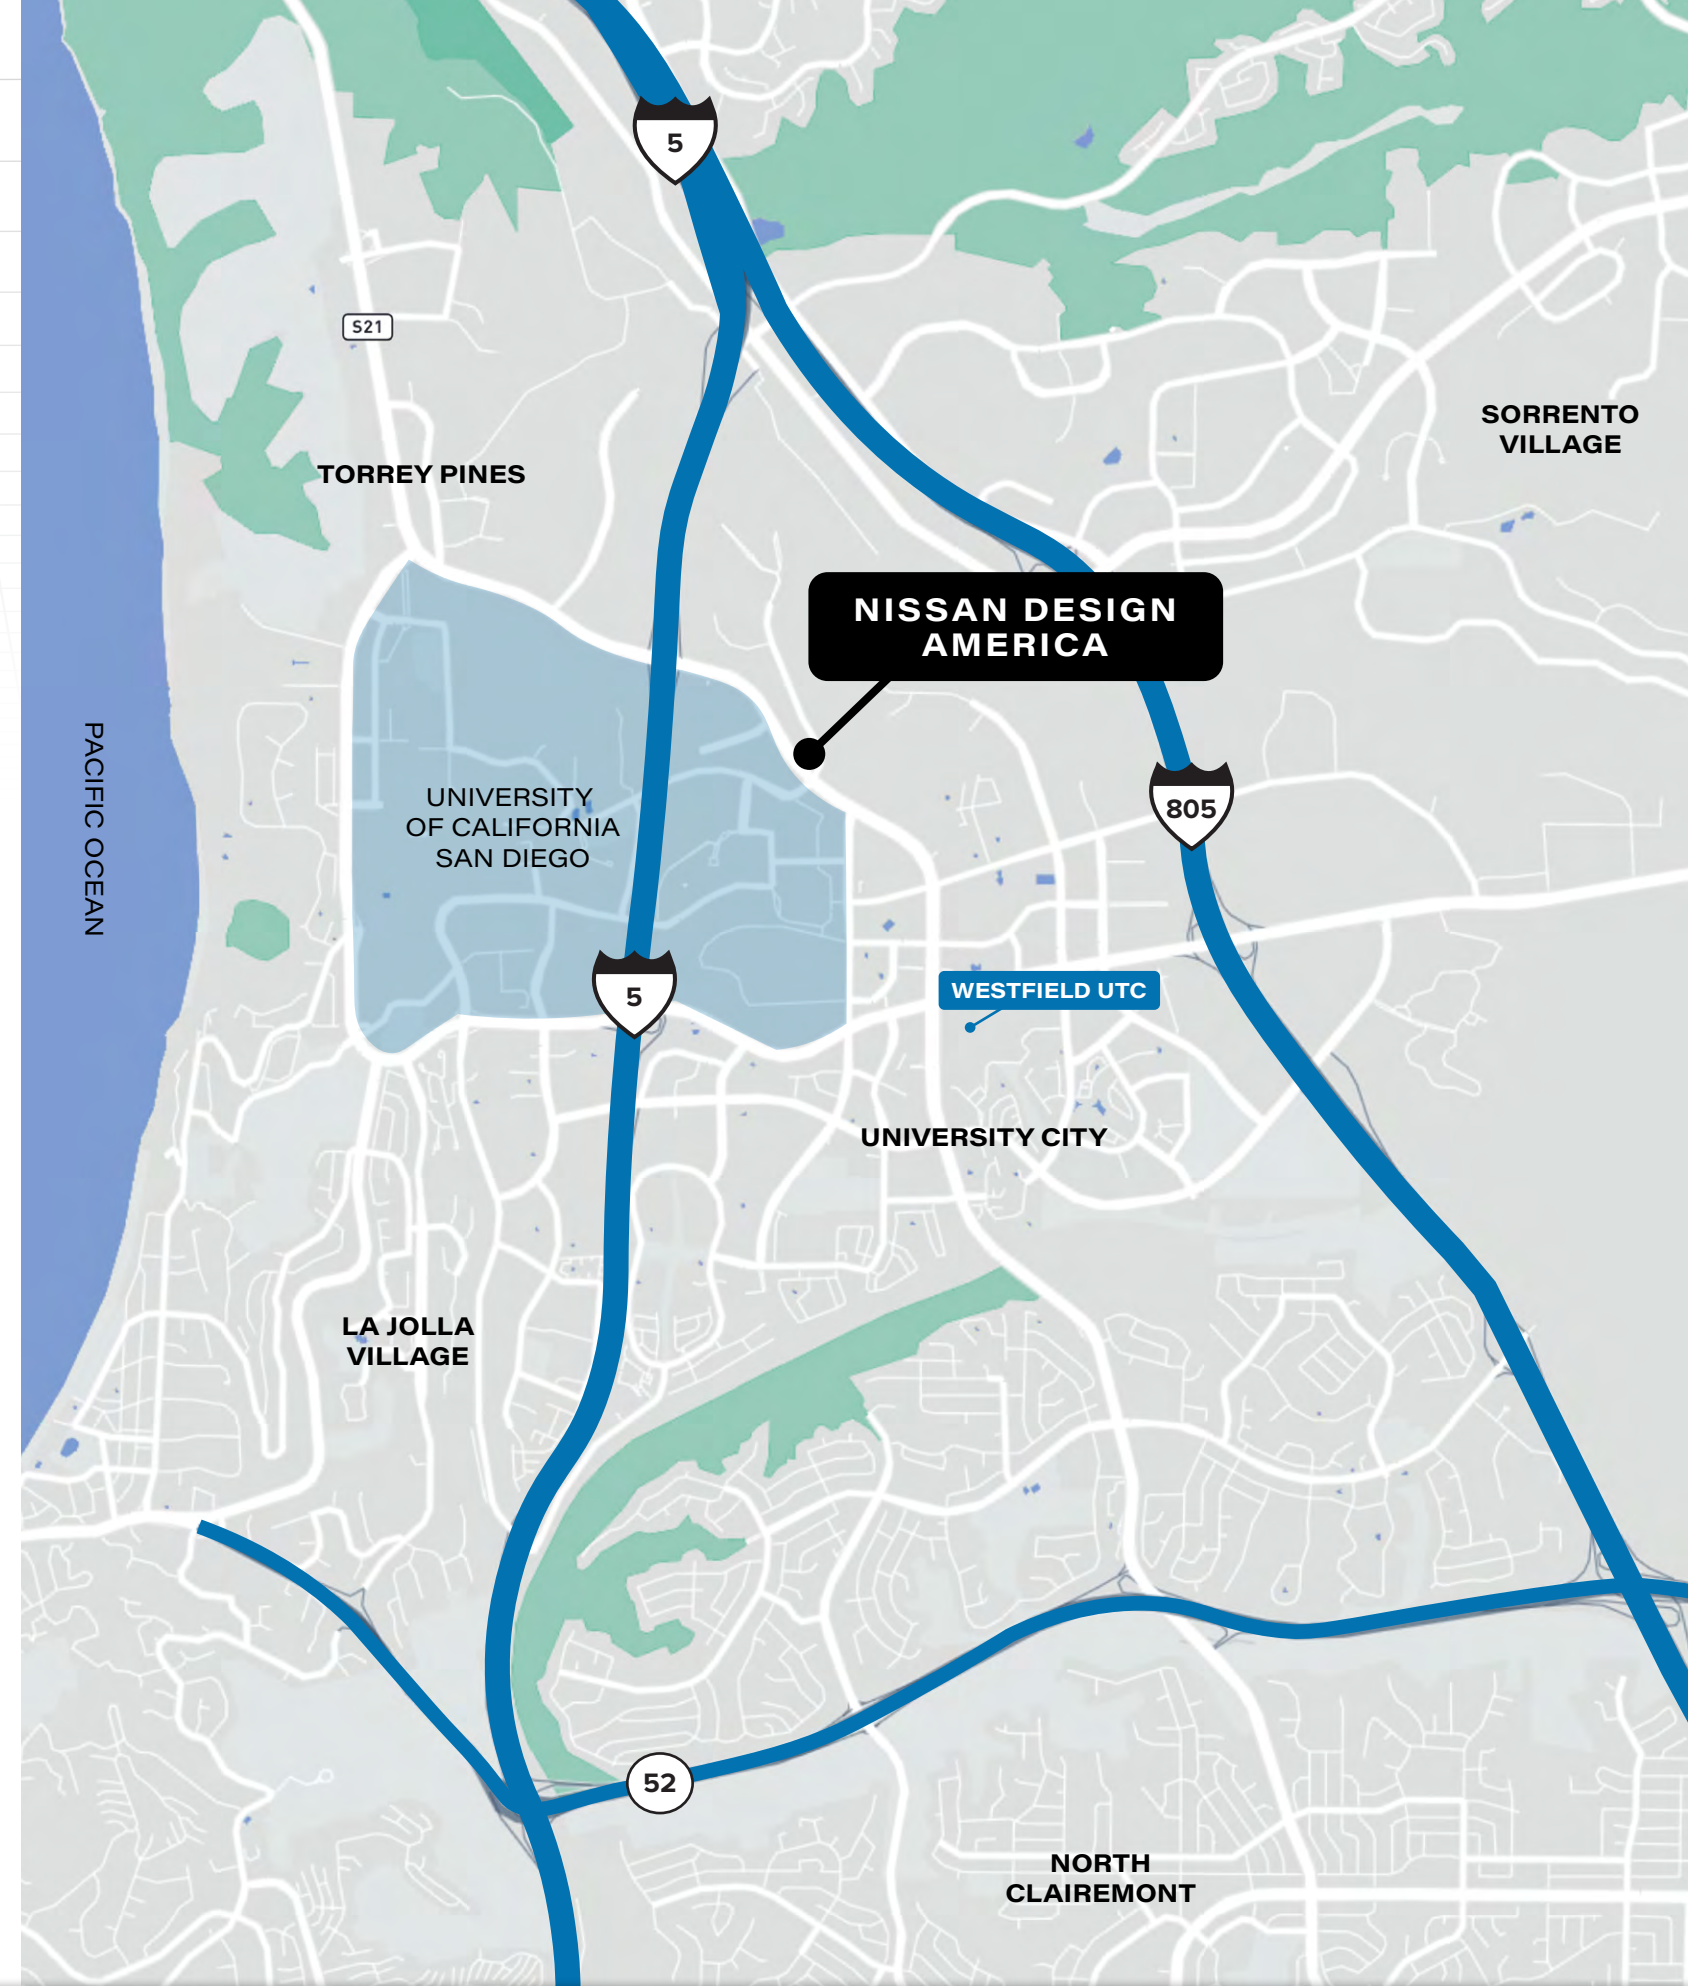 5
S21
SORRENTO
VILLAGE
TORREY PINES
NISSAN DESIGN
AMERICA
PACIFIC OCEAN
UNIVERSITY
OF CALIFORNIA
SAN DIEGO
805
5
WESTFIELD UTC
UNIVERSITY CITY
LA JOLLA
VILLAGE
52
NORTH
CLAIREMONT